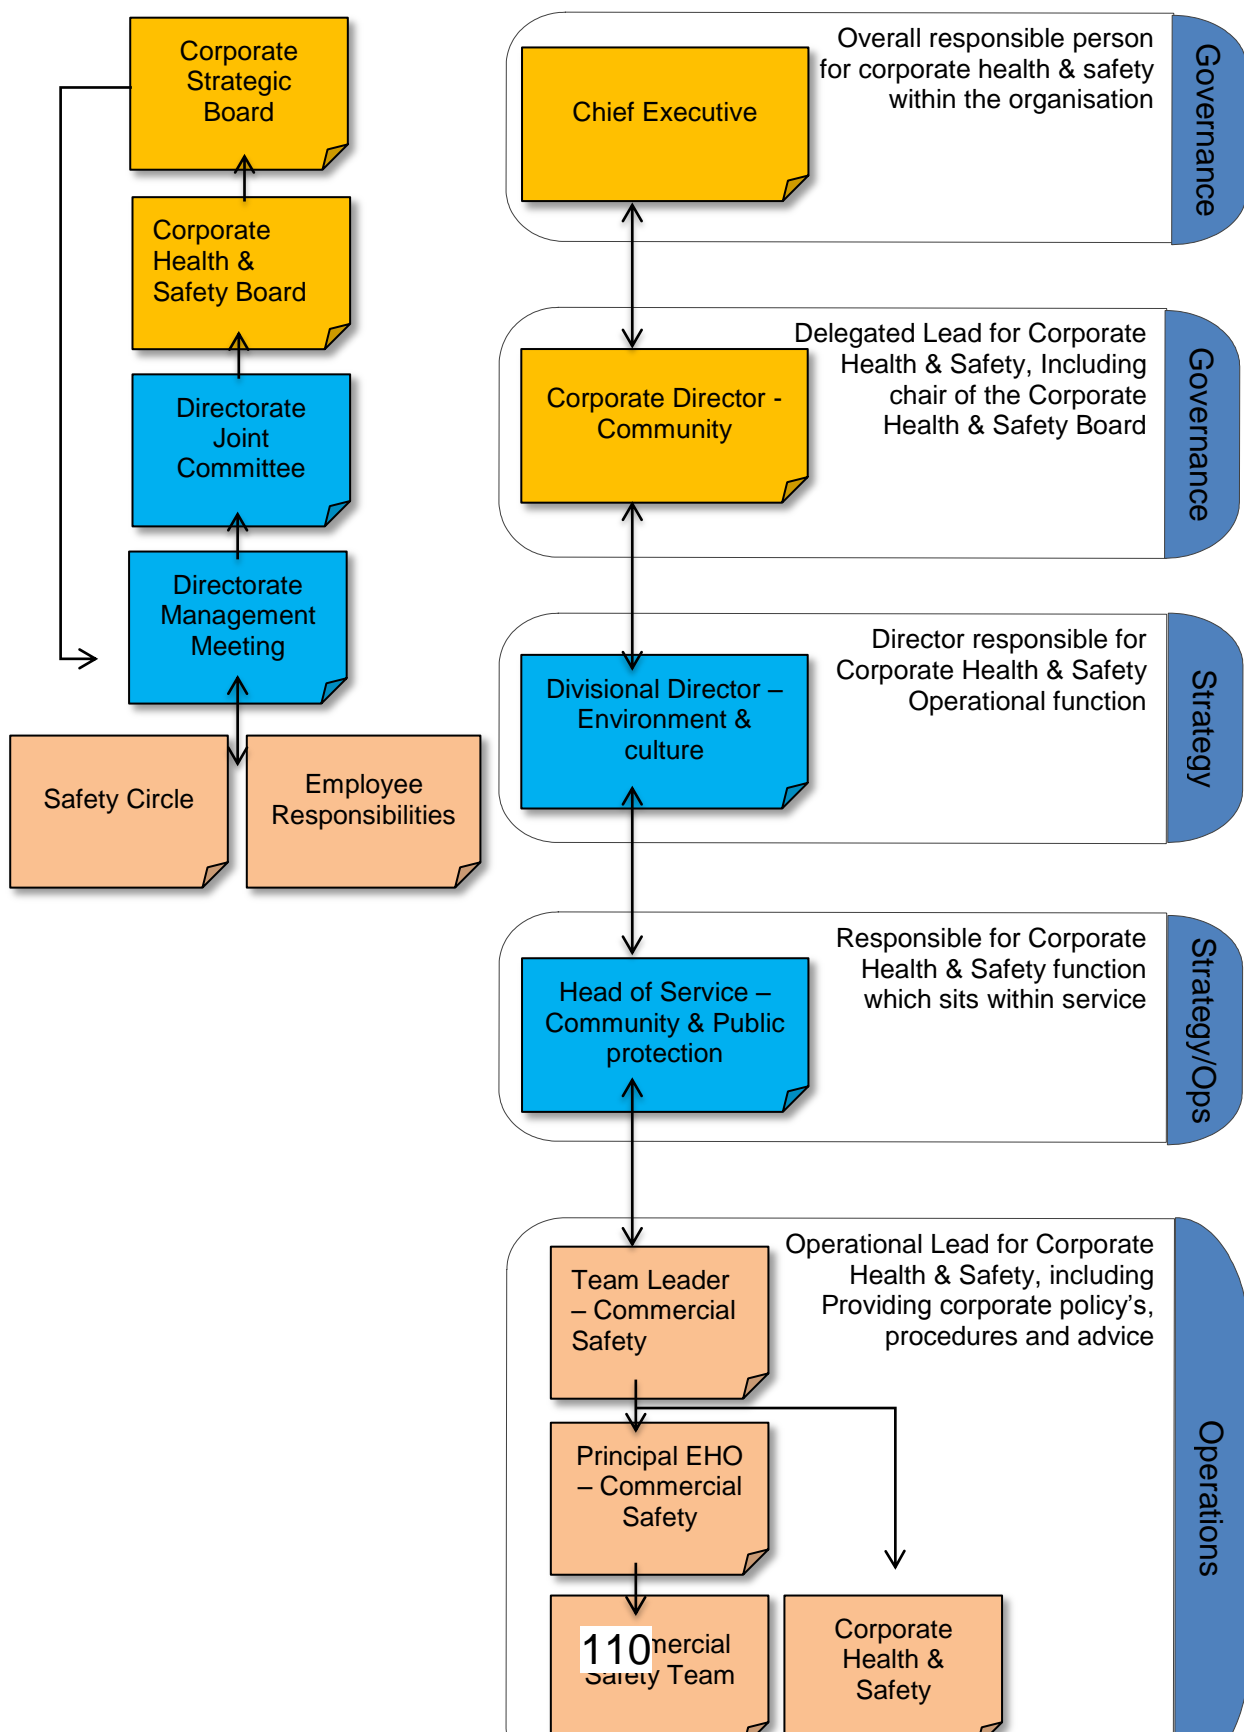 Corporate
Strategic
Board
Corporate
Health &
Safety Board
Directorate
Joint
Committee
Directorate
Management
Meeting
Safety Circle
Employee
Responsibilities
Chief Executive
Overall responsible person
for corporate health & safety
within the organisation
Governance
Corporate Director -
Community
Delegated Lead for Corporate
Health & Safety, Including
chair of the Corporate
Health & Safety Board
Governance
Divisional Director –
Environment &
culture
Director responsible for
Corporate Health & Safety
Operational function
Strategy
Head of Service –
Community & Public
protection
Responsible for Corporate
Health & Safety function
which sits within service
Strategy/Ops
Team Leader
– Commercial
Safety
Operational Lead for Corporate
Health & Safety, including
Providing corporate policy's,
procedures and advice
Operations
Principal EHO
– Commercial
Safety
110mercial
Safety Team
Corporate
Health &
Safety